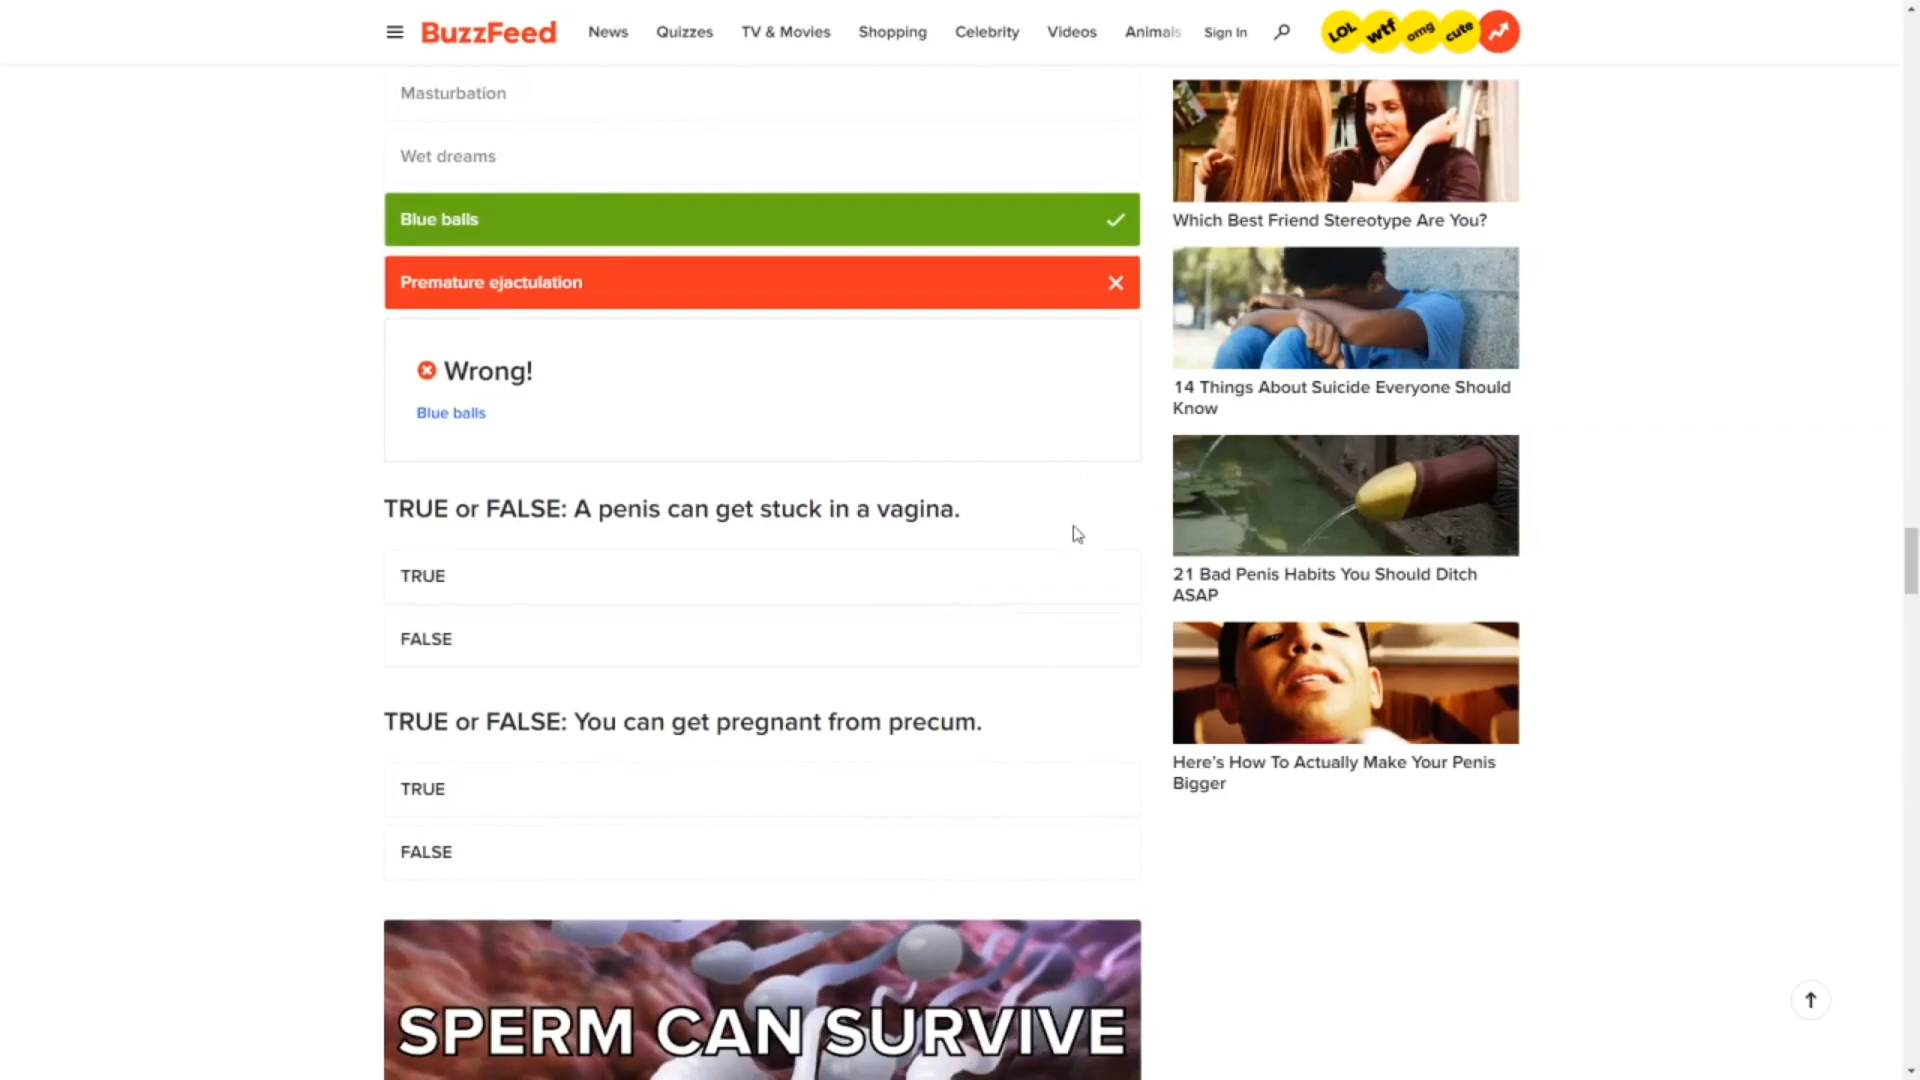 BuzzFeed
News
Quizzes
TV & Movies
Shopping
Celebrity
Videos
Animals
Sign In
LOL
wtf
omg
cute
Masturbation
Wet dreams
Blue balls
Premature ejactulation
Wrong!
Blue balls
TRUE or FALSE: A penis can get stuck in a vagina.
TRUE
FALSE
TRUE or FALSE: You can get pregnant from precum.
TRUE
FALSE
SPERM CAN SURVIVE
Which Best Friend Stereotype Are You?
14 Things About Suicide Everyone Should
Know
21 Bad Penis Habits You Should Ditch
ASAP
Here's How To Actually Make Your Penis
Bigger